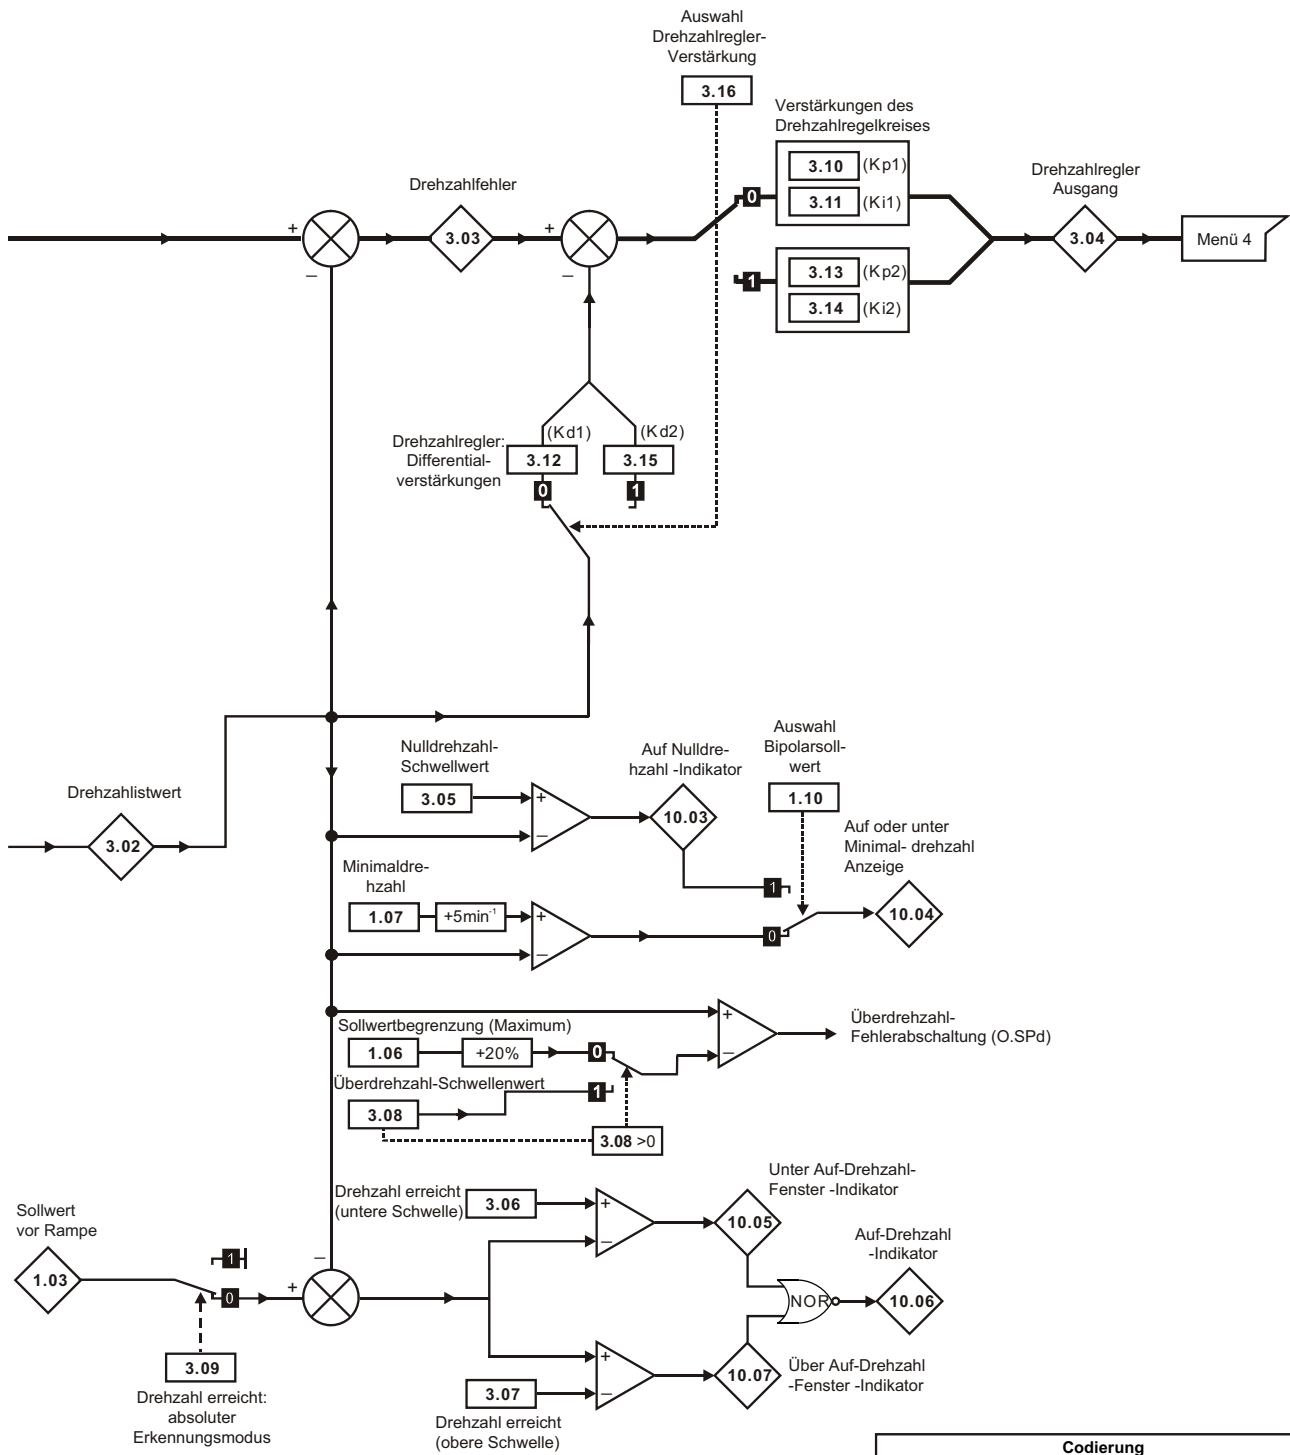 Auswahl
Drehzahlregler-
Verstärkung
3.16
Verstärkungen des
Drehzahlregelkreises
3.10 (Kp1)
3.11 (Ki1)
0
Drehzahlregler
Ausgang
3.04
Menü 4
Drehzahlfehler
+
3.03
+
–
–
1
3.13 (Kp2)
3.14 (Ki2)
Drehzahlregler:
Differential-
verstärkungen
(Kd1)
(Kd2)
3.12
3.15
0
1
Drehzahlistwert
3.02
Nulldrehzahl-
Schwellwert
3.05
+
–
Auf Nulldre-
hzahl -Indikator
10.03
Auswahl
Bipolarsoll-
wert
1.10
Auf oder unter
Minimal- drehzahl
Anzeige
10.04
1
0
Minimaldre-
hzahl
1.07
+5min-1
+
–
Sollwertbegrenzung (Maximum)
1.06
+20%
0
+
–
Überdrehzahl-
Fehlerabschaltung (O.SPd)
Überdrehzahl-Schwellenwert
3.08
1
3.08 >0
Sollwert
vor Rampe
1.03
1
0
+
–
3.09
Drehzahl erreicht:
absoluter
Erkennungsmodus
Drehzahl erreicht
(untere Schwelle)
3.06
+
–
Unter Auf-Drehzahl-
Fenster -Indikator
10.05
NOR
Auf-Drehzahl
-Indikator
10.06
+
–
3.07
Drehzahl erreicht
(obere Schwelle)
10.07
Über Auf-Drehzahl
-Fenster -Indikator
Codierung